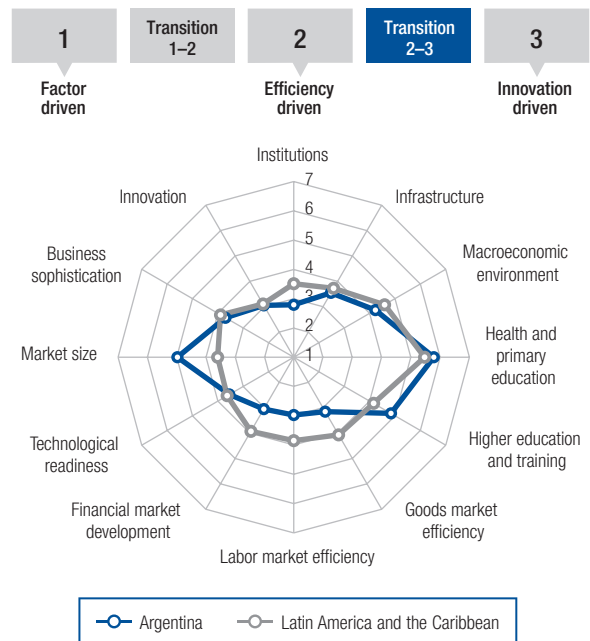 1
Transition
1–2
2
Transition
2–3
3
Factor
driven
Efficiency
driven
Innovation
driven
Institutions
Innovation
Infrastructure
Business
sophistication
Macroeconomic
environment
Market size
Health and
primary
education
Technological
readiness
Higher education
and training
Financial market
development
Goods market
efficiency
Labor market efficiency
7
6
5
4
3
2
1
Argentina
Latin America and the Caribbean